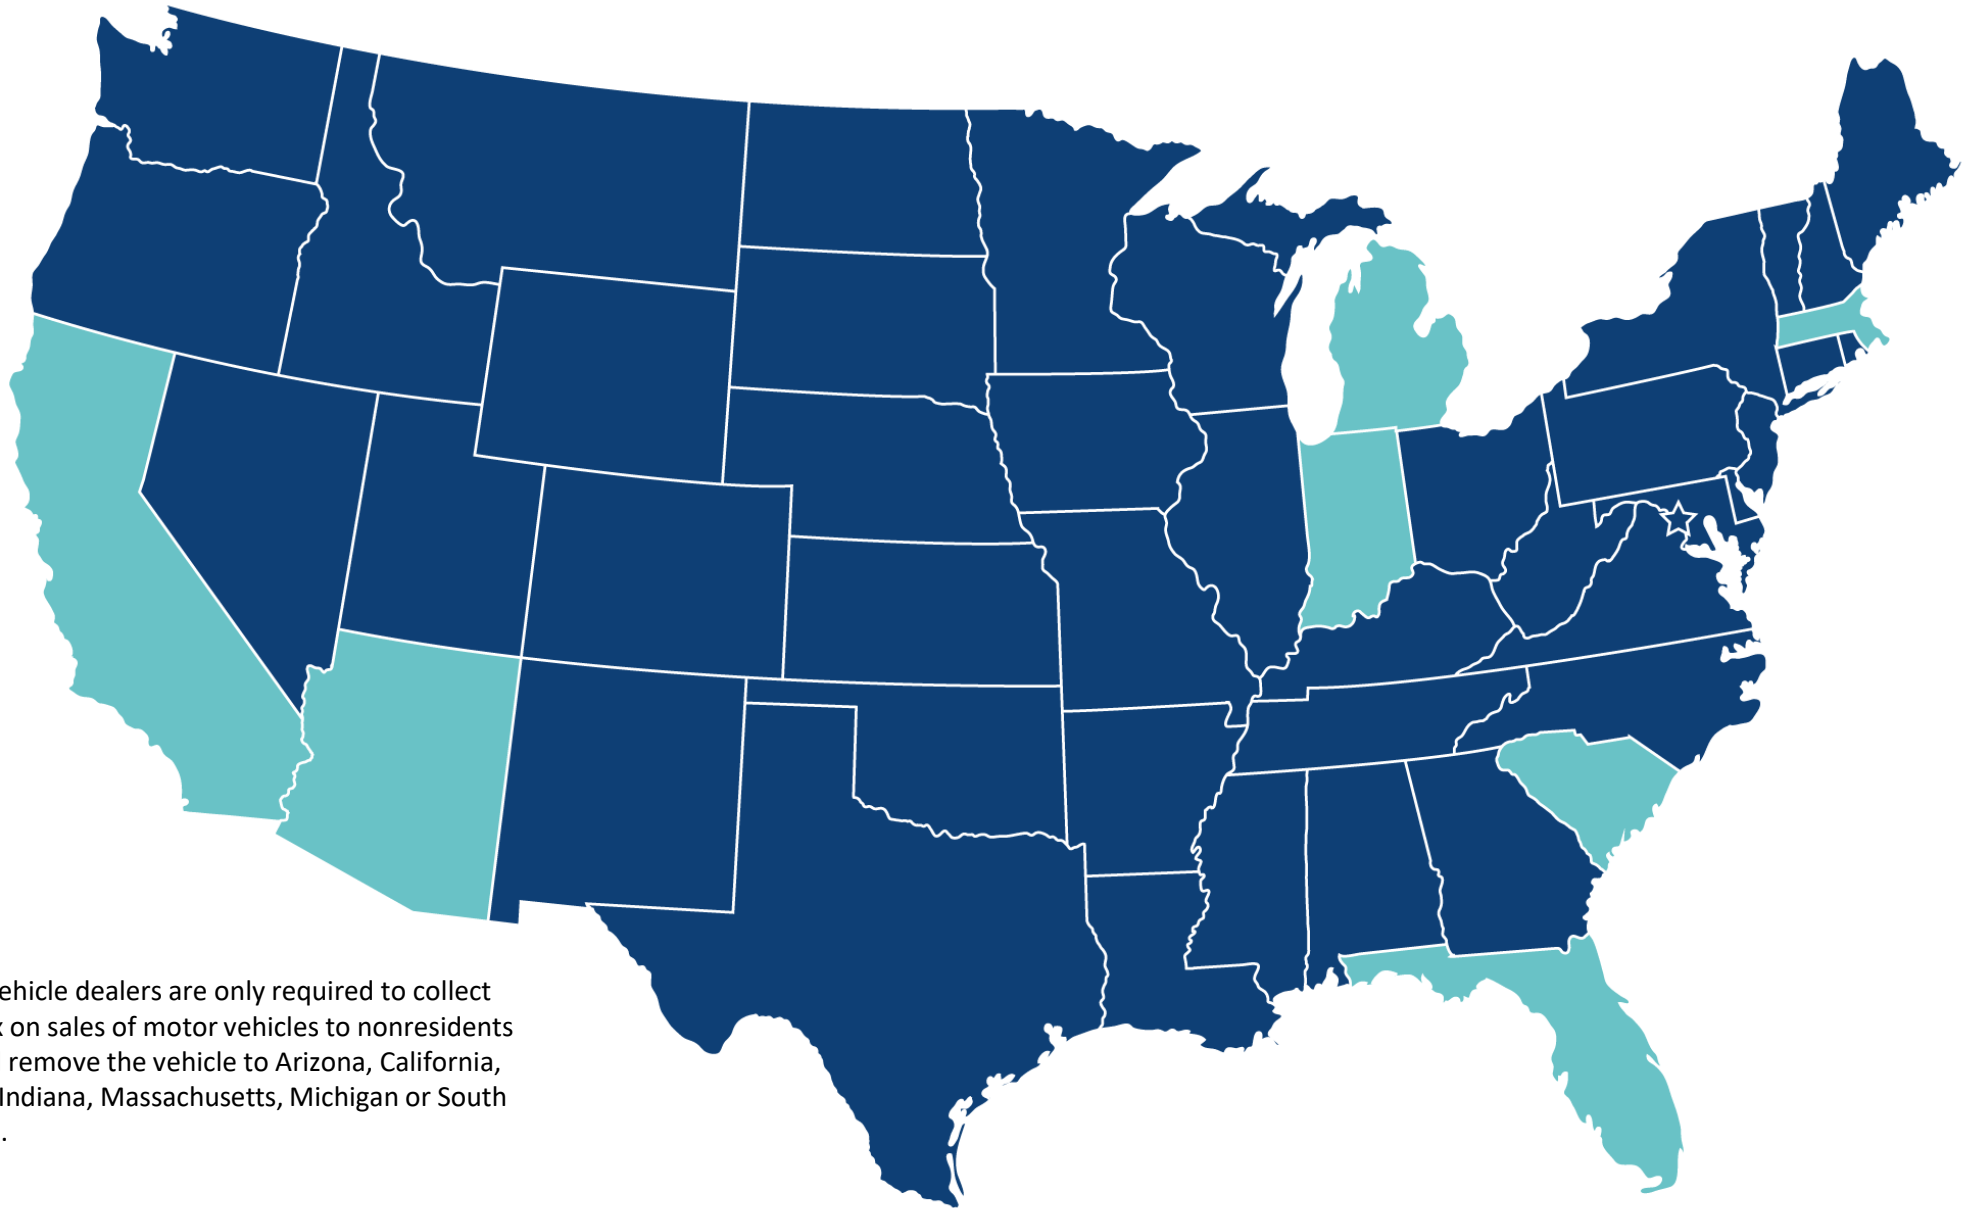 ehicle dealers are only required to collect
x on sales of motor vehicles to nonresidents
remove the vehicle to Arizona, California,
Indiana, Massachusetts, Michigan or South
.